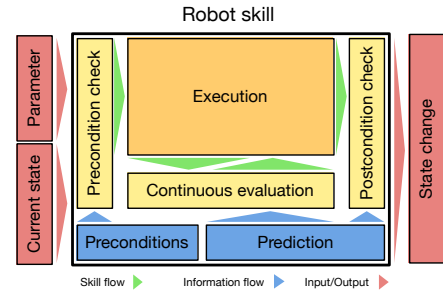 Robot skill
Parameter
Current state
Precondition check
Execution
Continuous evaluation
Postcondition check
State change
Preconditions
Prediction
Skill flow
Information flow
Input/Output